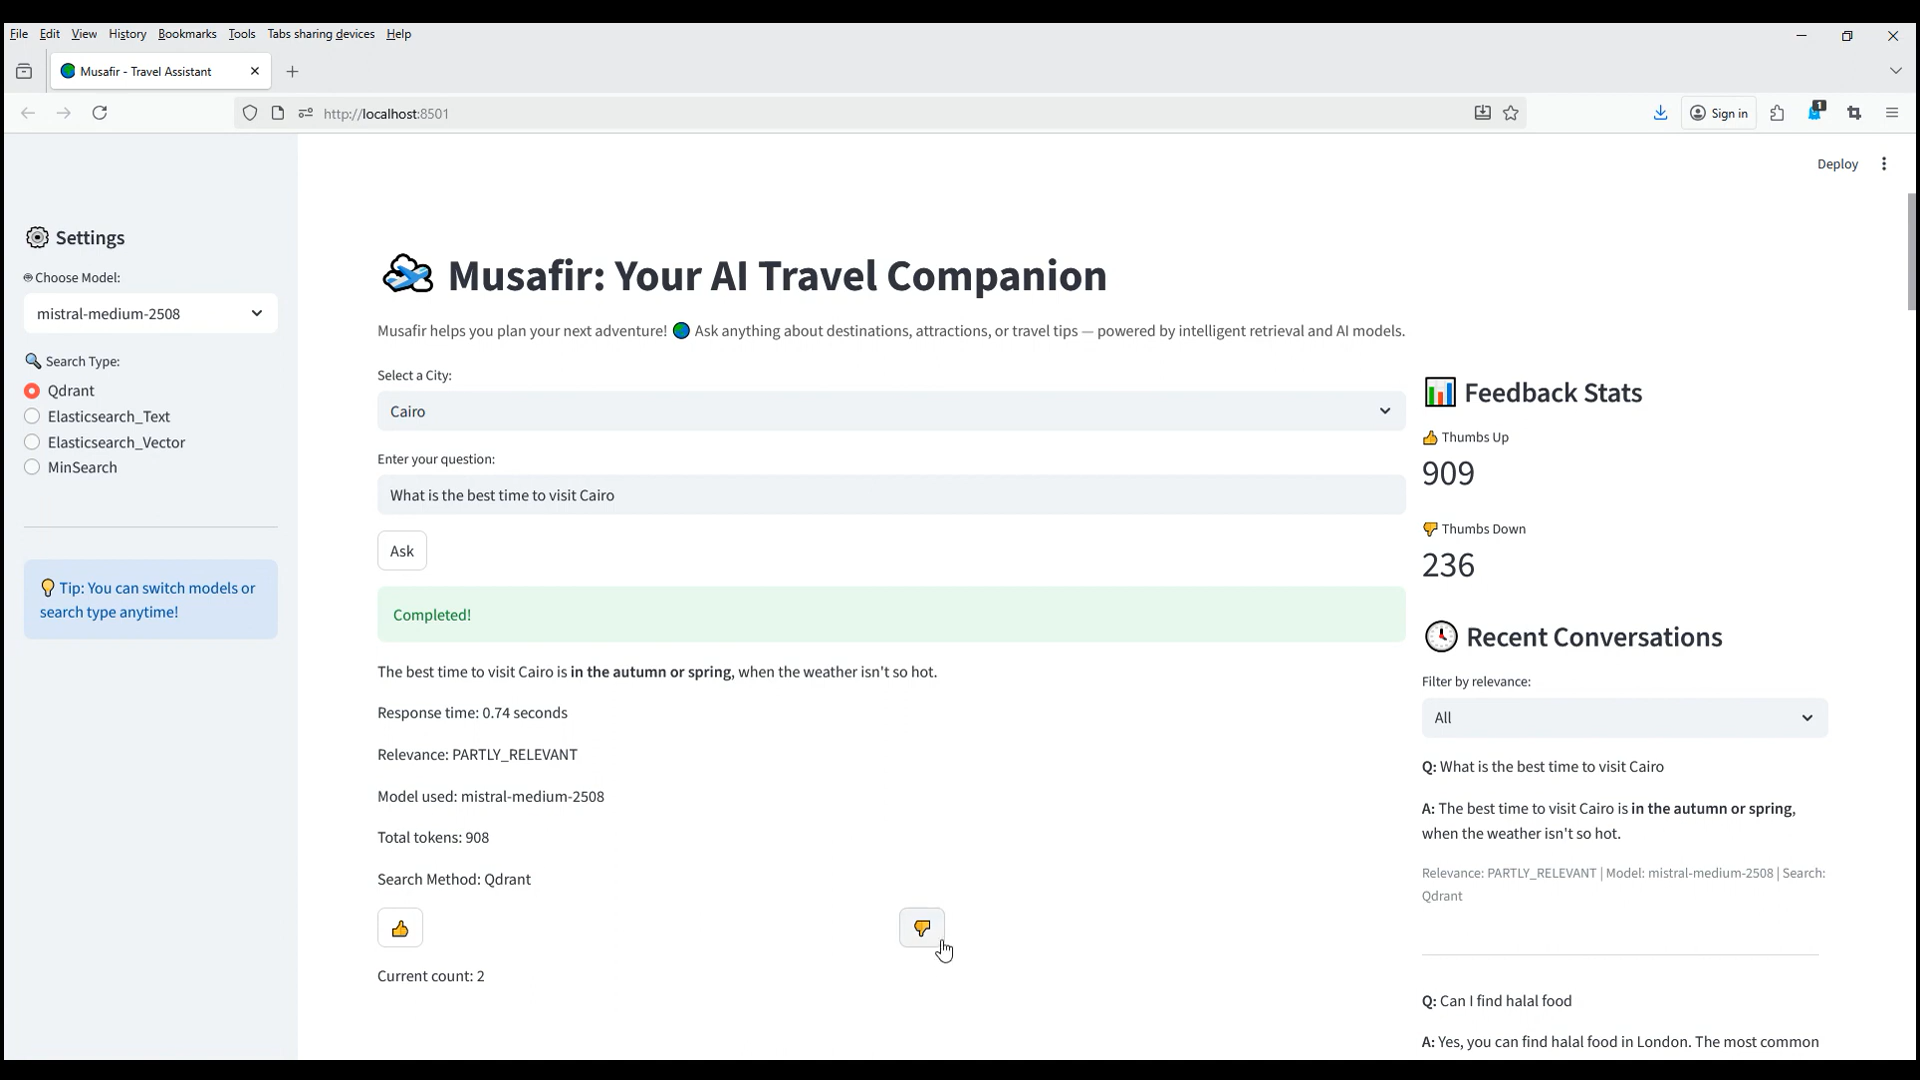 File Edit View History Bookmarks Tools Tabs sharing devices Help
Musafir - Travel Assistant
http://localhost:8501
Sign in
1
Deploy
Settings
Choose Model:
mistral-medium-2508
Search Type:
Qdrant
Elasticsearch_Text
Elasticsearch_Vector
MinSearch
Tip: You can switch models or
search type anytime!
Musafir: Your AI Travel Companion
Musafir helps you plan your next adventure! Ask anything about destinations, attractions, or travel tips — powered by intelligent retrieval and AI models.
Select a City:
Cairo
Enter your question:
What is the best time to visit Cairo
Ask
Completed!
The best time to visit Cairo is in the autumn or spring, when the weather isn't so hot.
Response time: 0.74 seconds
Relevance: PARTLY_RELEVANT
Model used: mistral-medium-2508
Total tokens: 908
Search Method: Qdrant
Current count: 2
Feedback Stats
Thumbs Up
909
Thumbs Down
236
Recent Conversations
Filter by relevance:
All
Q: What is the best time to visit Cairo
A: The best time to visit Cairo is in the autumn or spring,
when the weather isn't so hot.
Relevance: PARTLY_RELEVANT | Model: mistral-medium-2508 | Search:
Qdrant
Q: Can I find halal food
A: Yes, you can find halal food in London. The most common